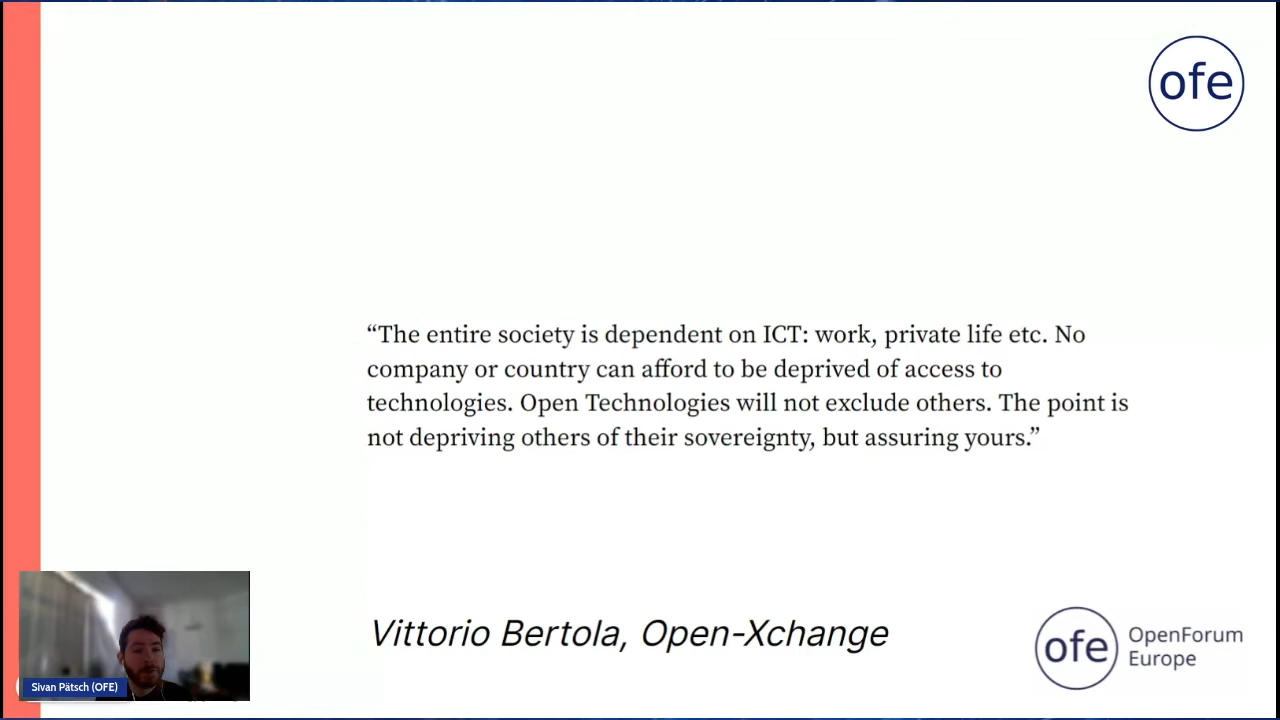 ofe
“The entire society is dependent on ICT: work, private life etc. No
company or country can afford to be deprived of access to
technologies. Open Technologies will not exclude others. The point is
not depriving others of their sovereignty, but assuring yours.”
Vittorio Bertola, Open-Xchange
ofe
OpenForum
Europe
Sivan Pätsch (OFE)